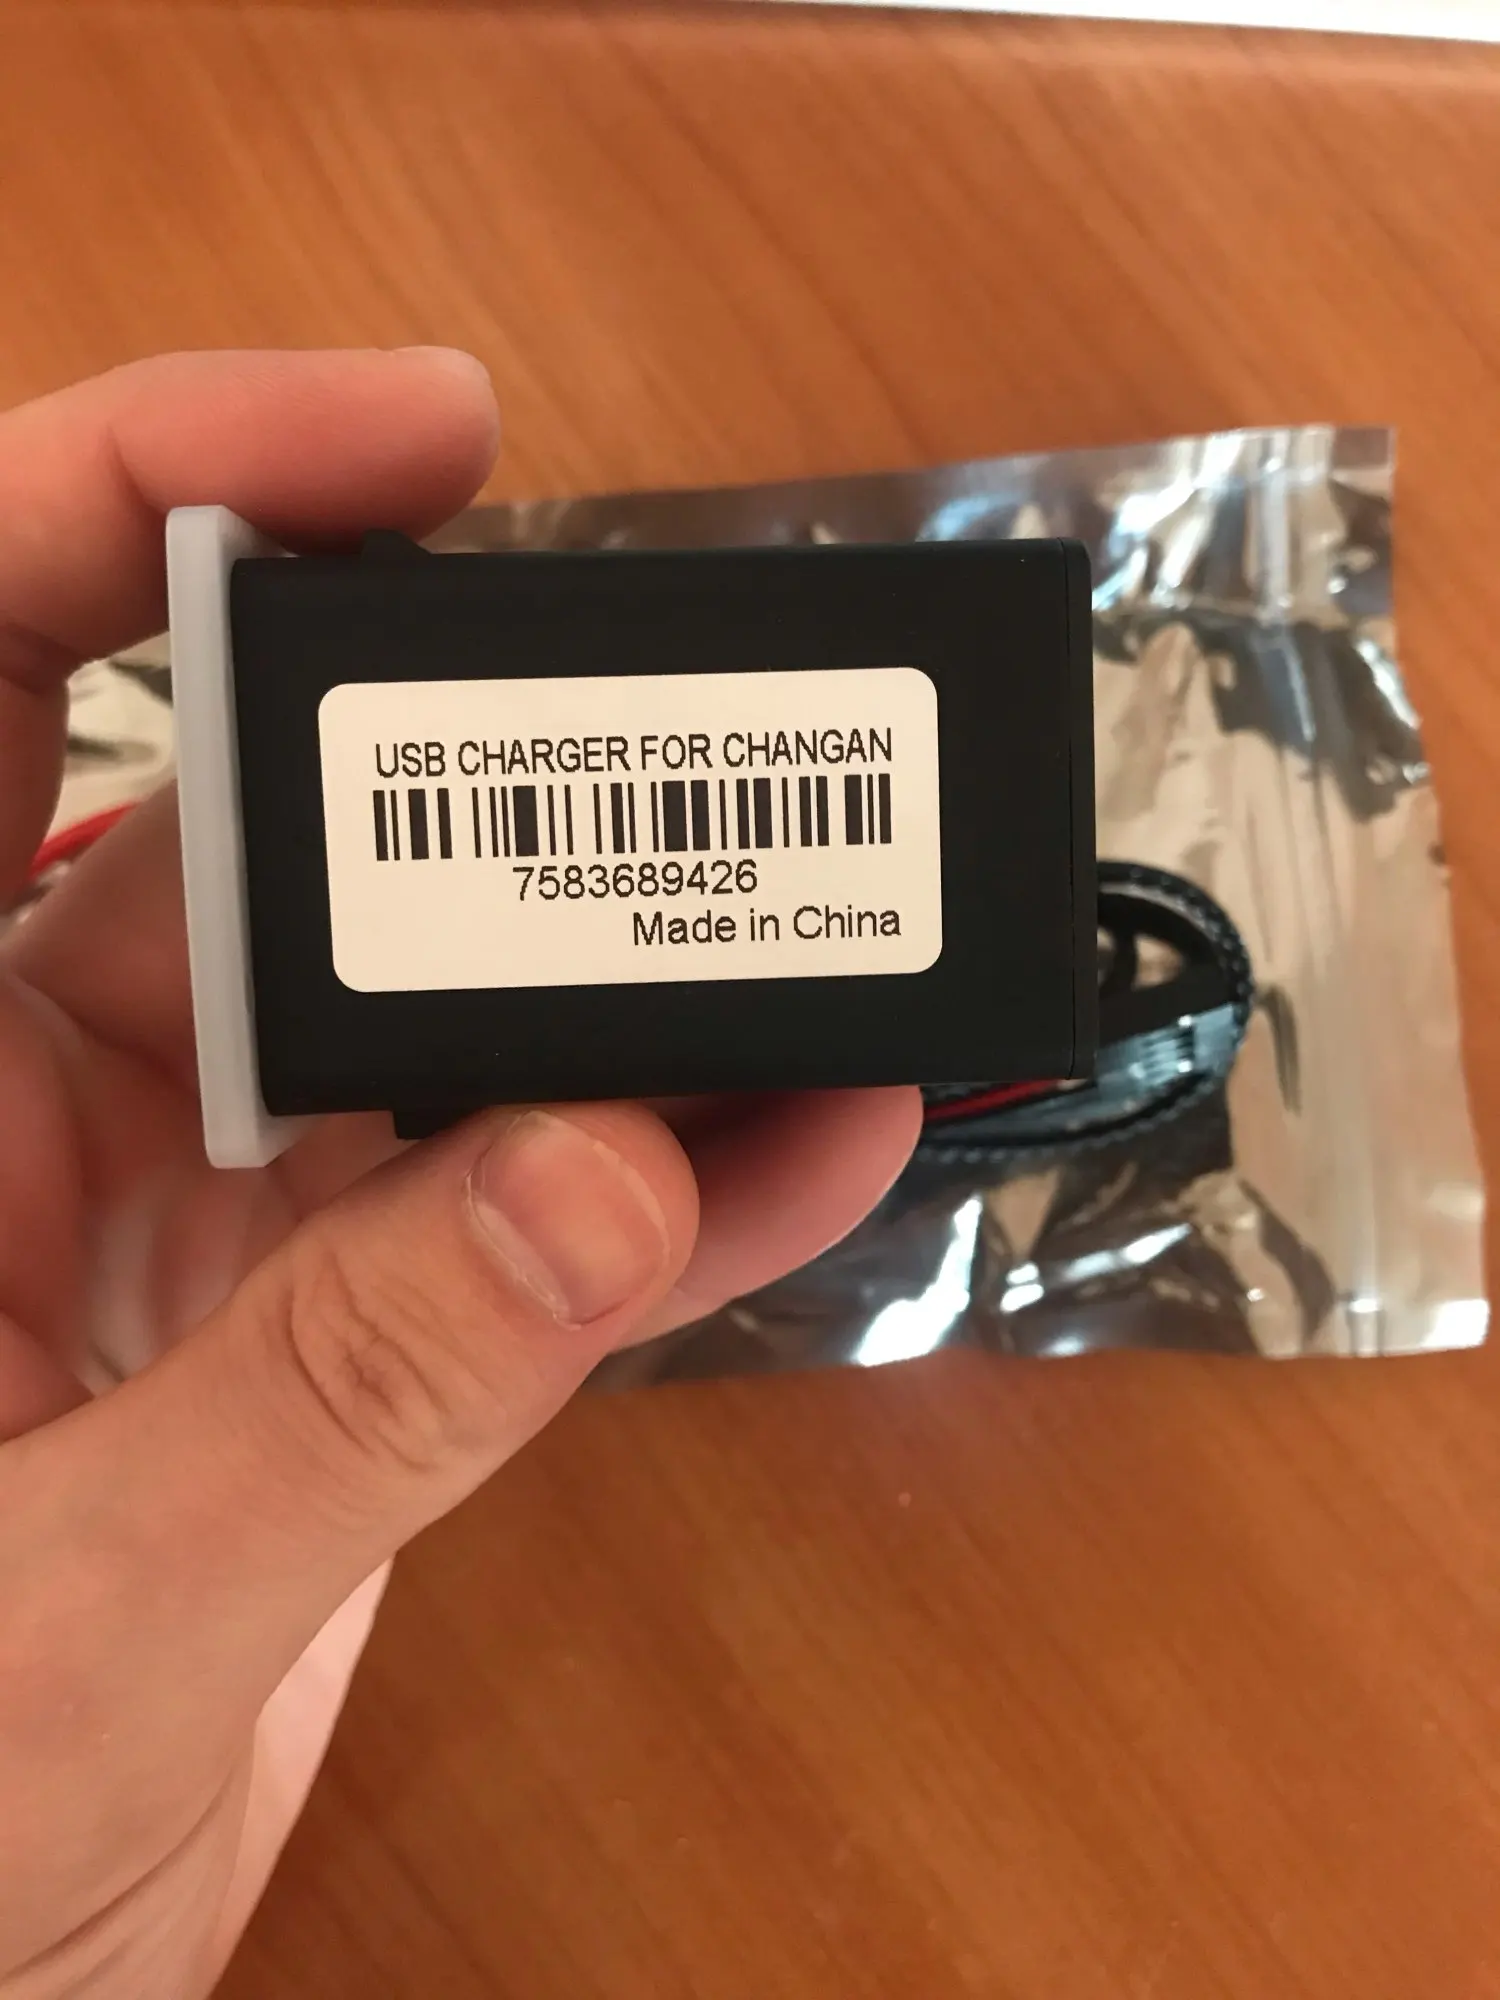 USB CHARGER FOR CHANGAN
7583689426
Made in China